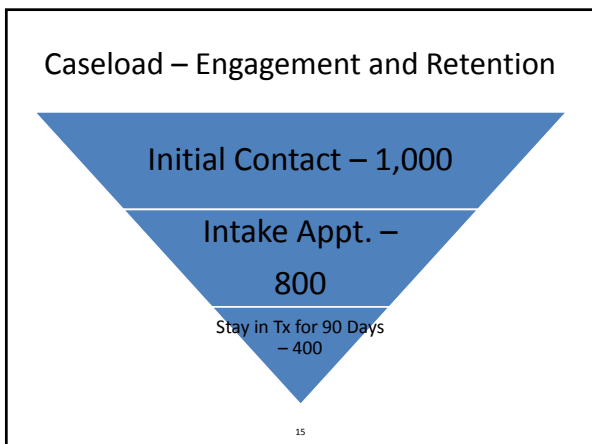 Caseload – Engagement and Retention
Initial Contact – 1,000
Intake Appt. –
800
Stay in Tx for 90 Days
– 400
15